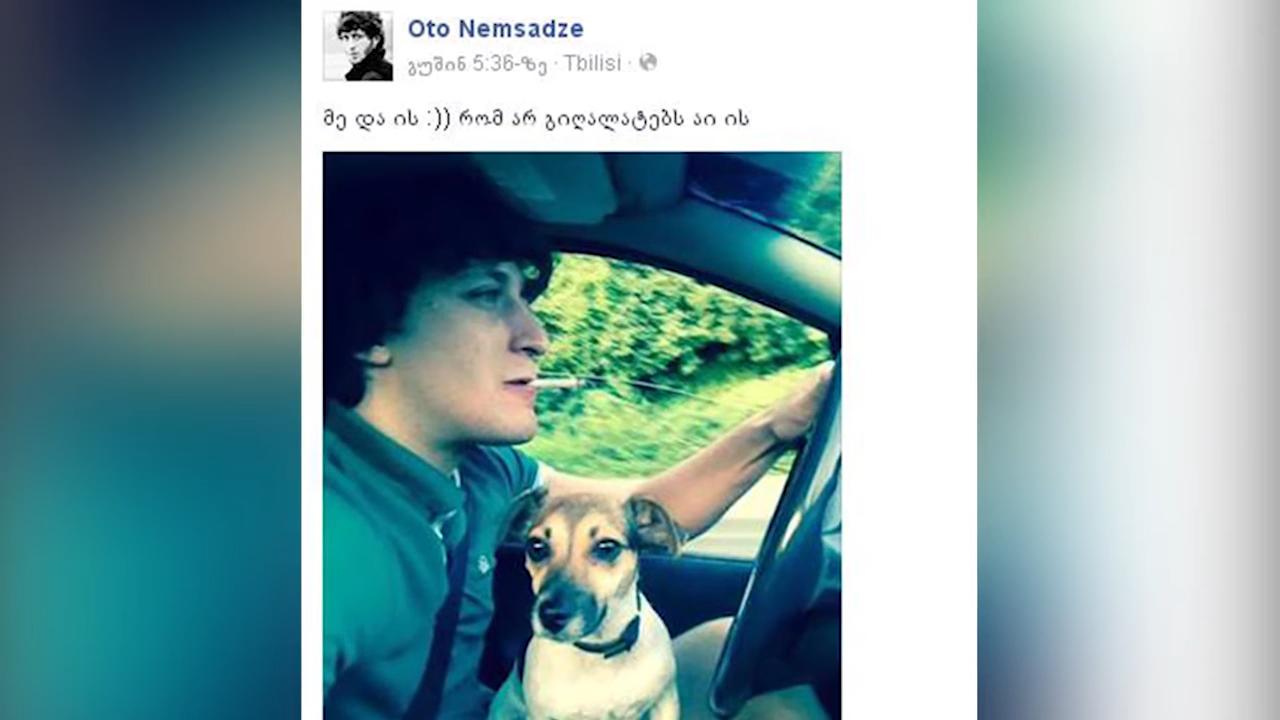 Oto Nemsadze
გუშინ 5:36-ზე · Tbilisi ·
მე და ის :)) რომ არ გიღალატებს აი ის